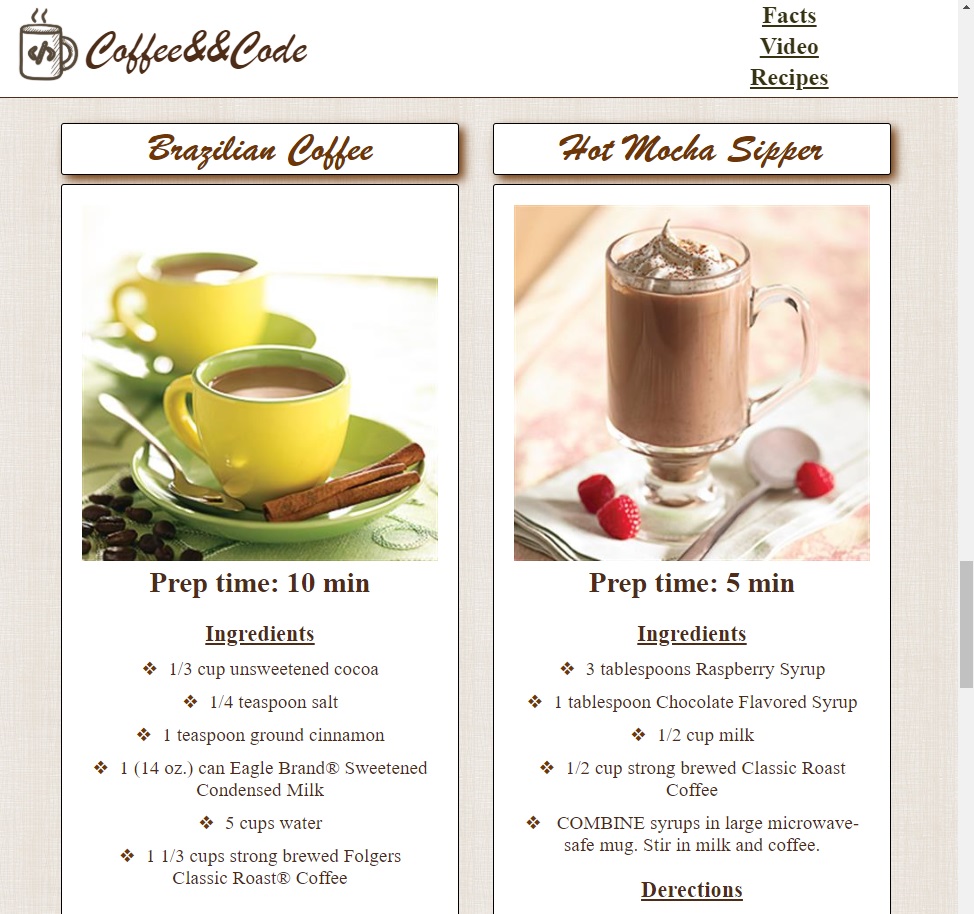 Coffee&&Code
Facts
Video
Recipes
Brazilian Coffee
Prep time: 10 min
Ingredients
❖ 1/3 cup unsweetened cocoa
❖ 1/4 teaspoon salt
❖ 1 teaspoon ground cinnamon
❖ 1 (14 oz.) can Eagle Brand® Sweetened
Condensed Milk
❖ 5 cups water
❖ 1 1/3 cups strong brewed Folgers
Classic Roast® Coffee
Hot Mocha Sipper
Prep time: 5 min
Ingredients
❖ 3 tablespoons Raspberry Syrup
❖ 1 tablespoon Chocolate Flavored Syrup
❖ 1/2 cup milk
❖ 1/2 cup strong brewed Classic Roast
Coffee
❖ COMBINE syrups in large microwave-
safe mug. Stir in milk and coffee.
Derections